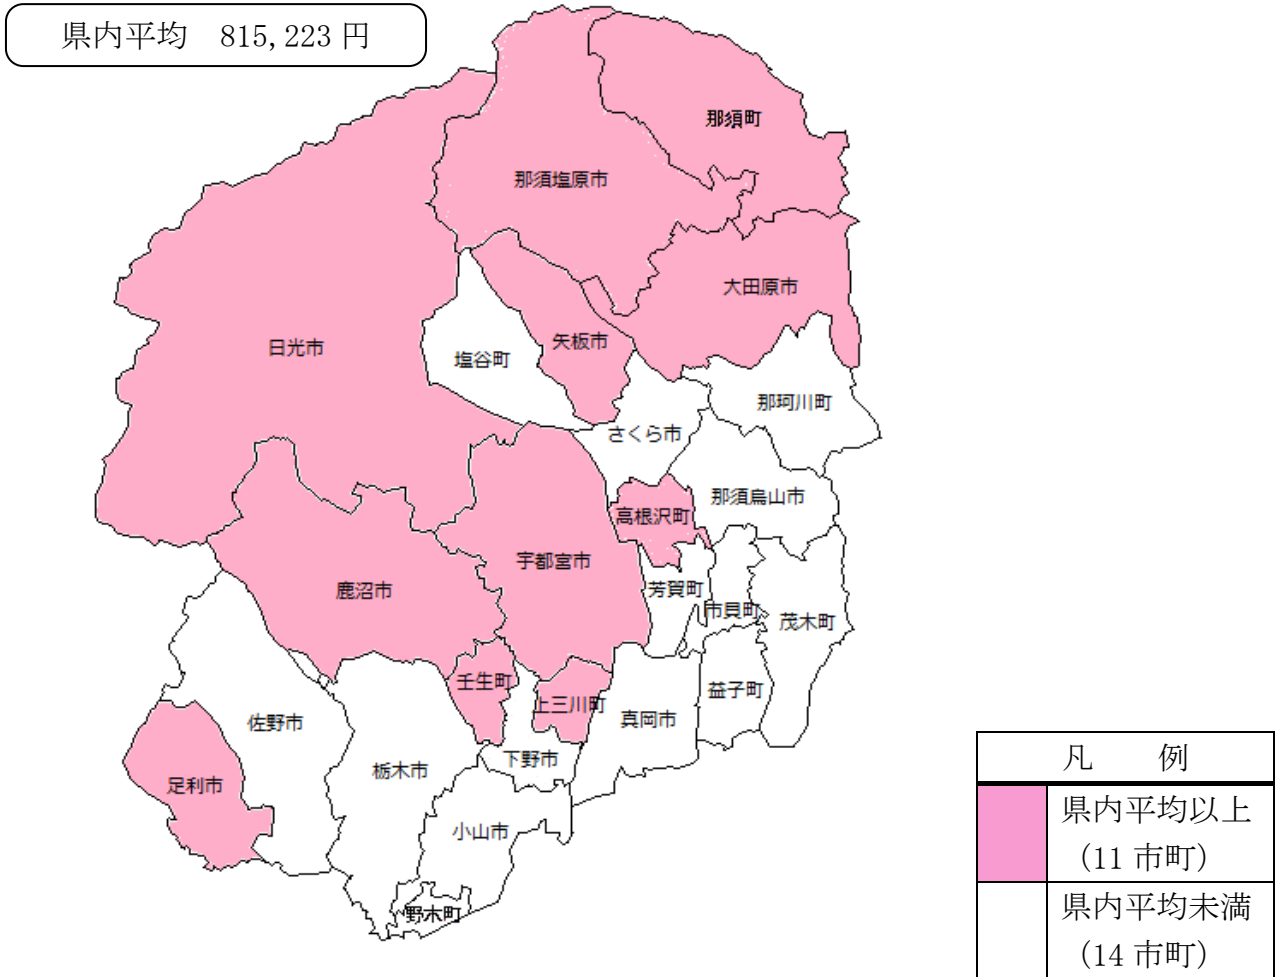 県内平均　815,223 円
那須町
那須塩原市
大田原市
日光市
矢板市
塩谷町
那珂川町
さくら市
那須烏山市
高根沢町
宇都宮市
鹿沼市
芳賀町
市貝町
茂木町
壬生町
益子町
上三川町
真岡市
佐野市
下野市
栃木市
足利市
小山市
野木町
凡　例
県内平均以上
（11 市町）
県内平均未満
（14 市町）